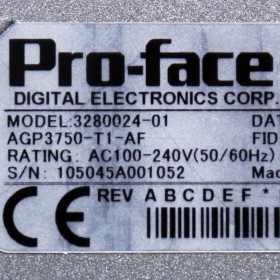 Pro-face
DIGITAL ELECTRONICS CORP.
MODEL:3280024-01 DAT
AGP3750-T1-AF FID
RATING: AC100-240V(50/60Hz)
S/N: 105045A001052 Mad
CE REV A B C D E F *